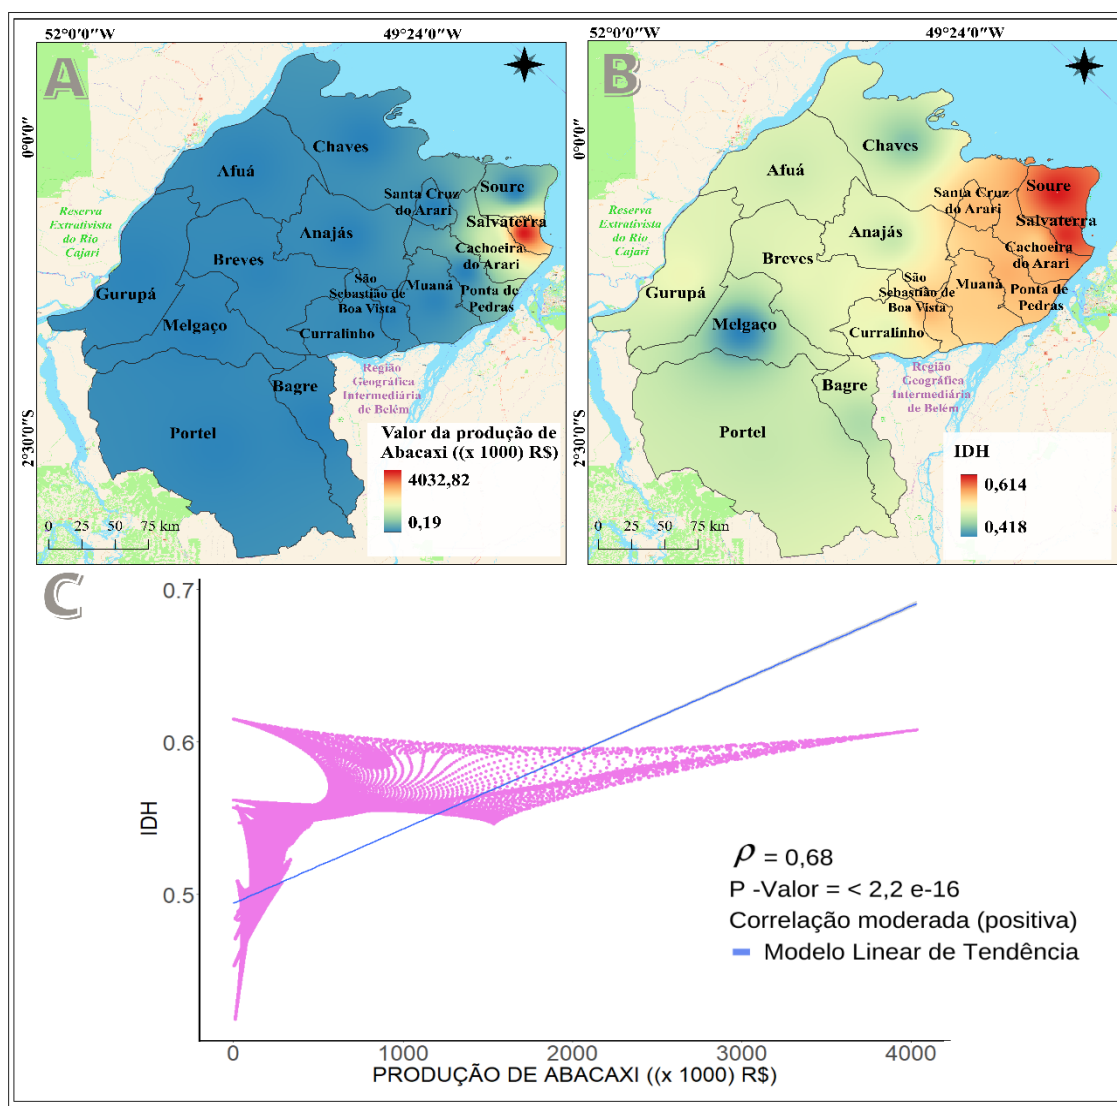 52°0'0"W
49°24'0"W
A
0°0'0"
2°30'0"S
Chaves
Afuá
Soure
Santa Cruz
do Arari
Salvaterra
Anajás
Cachoeira
do Arari
Breves
São
Sebastião de
Boa Vista
Muaná
Ponta de
Pedras
Gurupá
Melgaço
Curralinho
Bagre
Portel
Reserva
Extrativista
do Rio
Cajari
Região
Geográfica
Intermediária
de Belém
Valor da produção de
Abacaxi ((x 1000) R$)
4032,82
0,19
0 25 50 75 km
52°0'0"W
49°24'0"W
B
0°0'0"
2°30'0"S
Chaves
Afuá
Soure
Santa Cruz
do Arari
Salvaterra
Anajás
Cachoeira
do Arari
Breves
São
Sebastião de
Boa Vista
Muaná
Ponta de
Pedras
Gurupá
Melgaço
Curralinho
Bagre
Portel
Reserva
Extrativista
do Rio
Cajari
Região
Geográfica
Intermediária
de Belém
IDH
0,614
0,418
0 25 50 75 km
C
0.7
0.6
0.5
IDH
ρ = 0,68
P -Valor = < 2,2 e-16
Correlação moderada (positiva)
Modelo Linear de Tendência
0 1000 2000 3000 4000
PRODUÇÃO DE ABACAXI ((x 1000) R$)